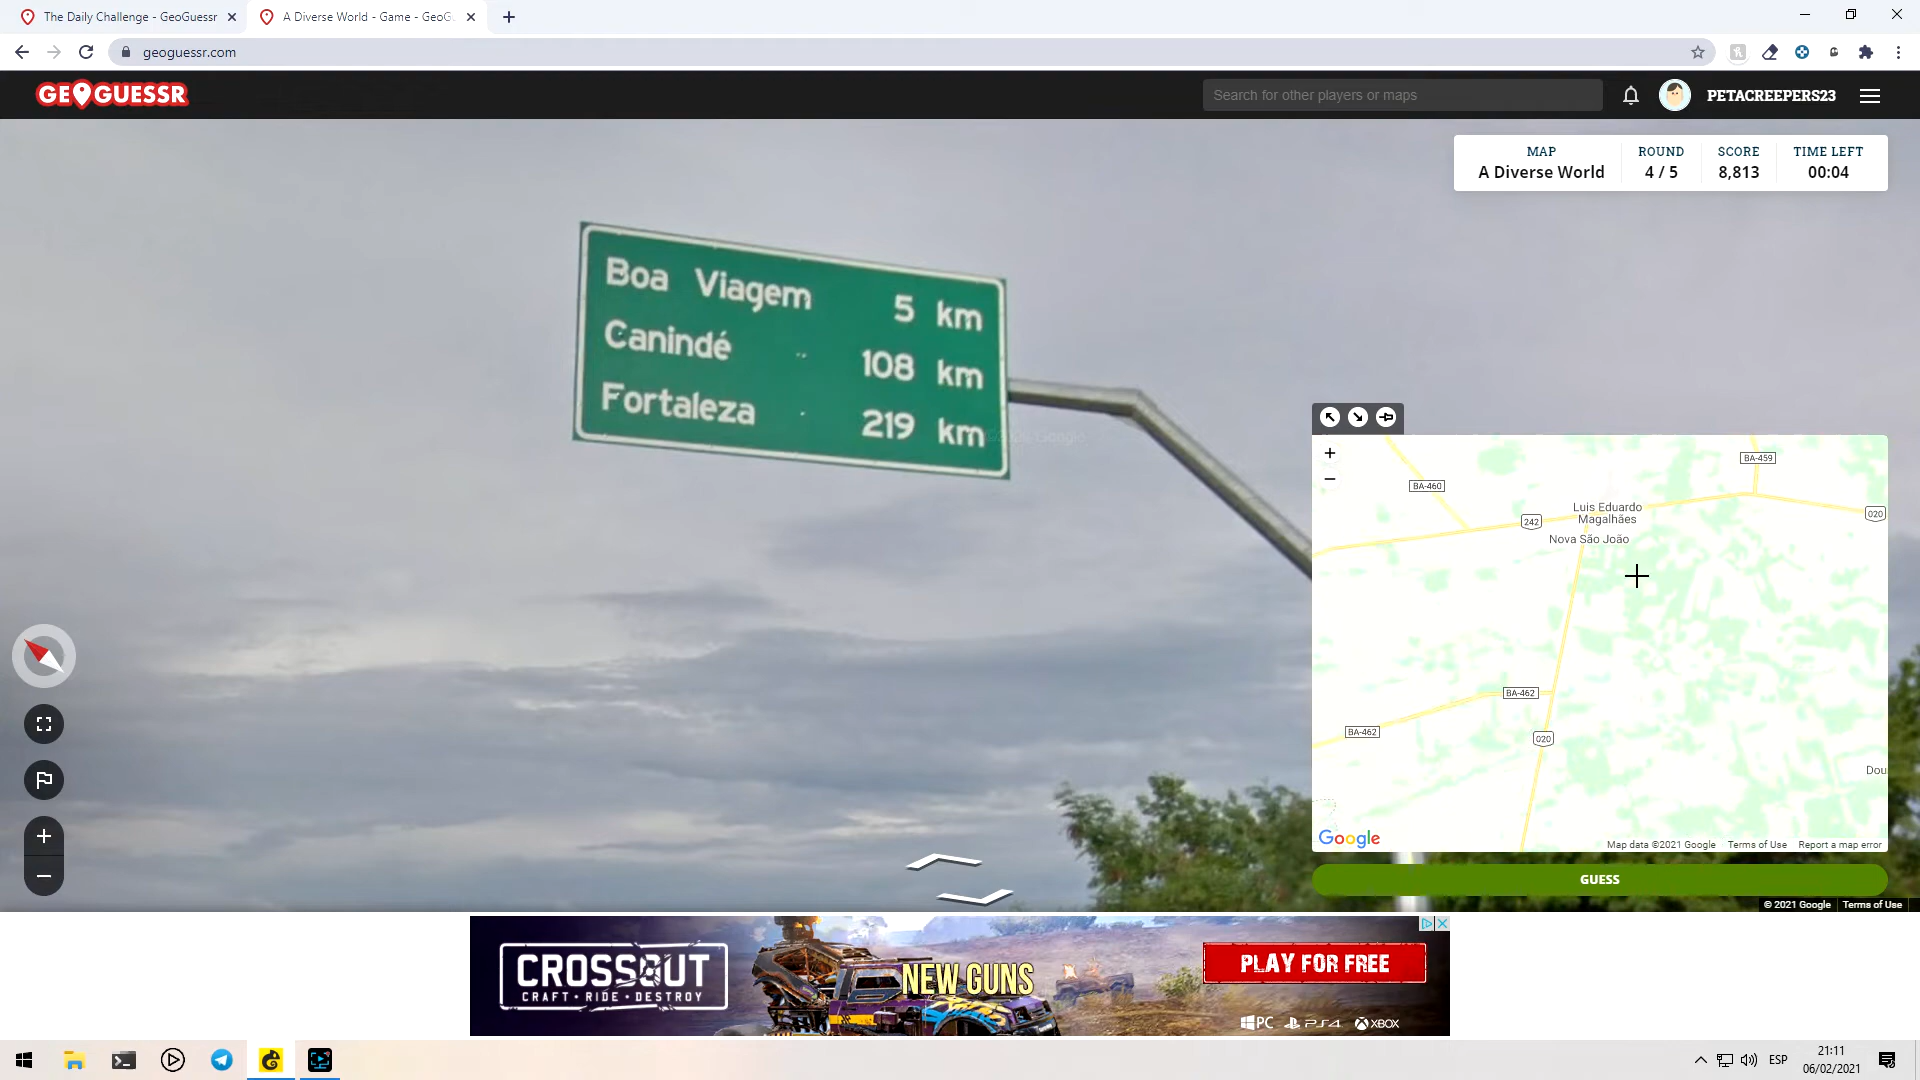 The Daily Challenge - GeoGuessr
A Diverse World - Game - GeoG
geoguessr.com
GEOGUESSR
Search for other players or maps
PETACREEPERS23
MAP
A Diverse World
ROUND
4 / 5
SCORE
8,813
TIME LEFT
00:04
Boa Viagem 5 km
Canindé 108 km
Fortaleza 219 km
BA-459
BA-460
Luis Eduardo
Magalhães
242
020
Nova São João
BA-462
BA-462
020
Dou
Google
Map data ©2021 Google
Terms of Use
Report a map error
GUESS
© 2021 Google
Terms of Use
CROSSOUT
CRAFT • RIDE • DESTROY
NEW GUNS
PLAY FOR FREE
PC
PS4
XBOX
ESP
21:11
06/02/2021